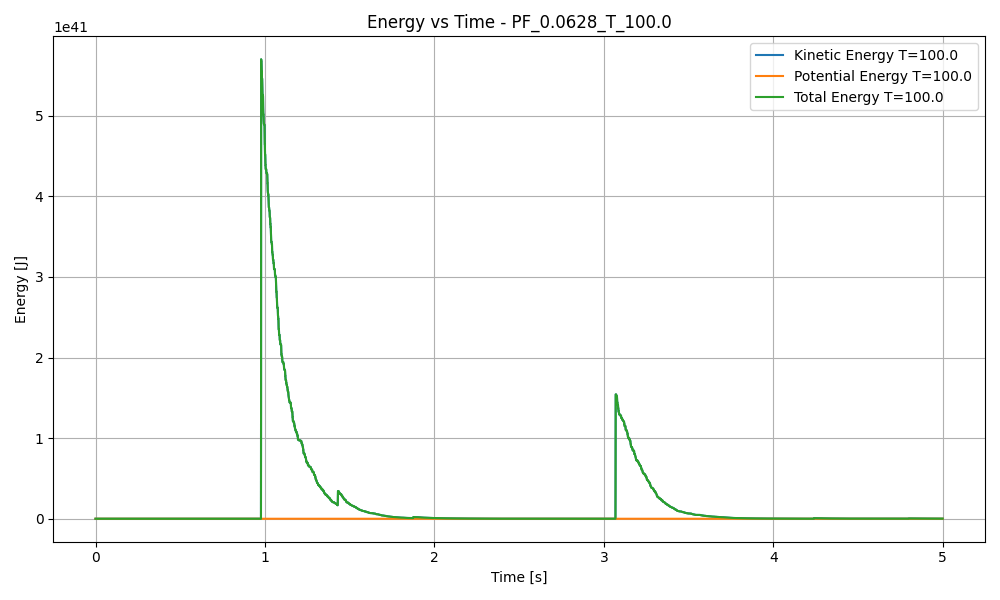 Energy vs Time - PF_0.0628_T_100.0
1e41
Kinetic Energy T=100.0
Potential Energy T=100.0
Total Energy T=100.0
5
4
3
2
1
0
Energy [J]
0 1 2 3 4 5
Time [s]